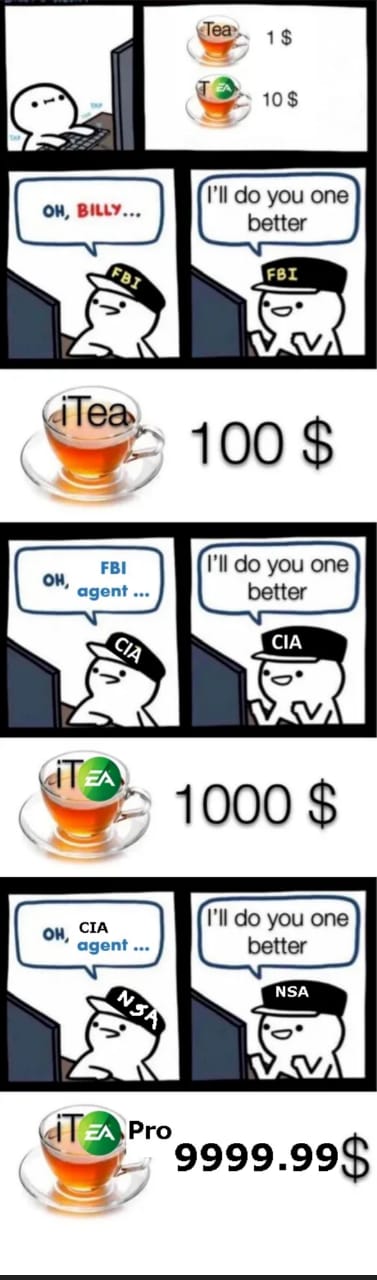 TAP
TAP
Tea 1 $
T EA 10 $
OH, BILLY...
I'll do you one
better
FBI
FBI
iTea 100 $
OH, FBI
agent ...
I'll do you one
better
CIA
CIA
iT EA 1000 $
OH, CIA
agent ...
I'll do you one
better
NSA
NSA
iT EA Pro 9999.99$